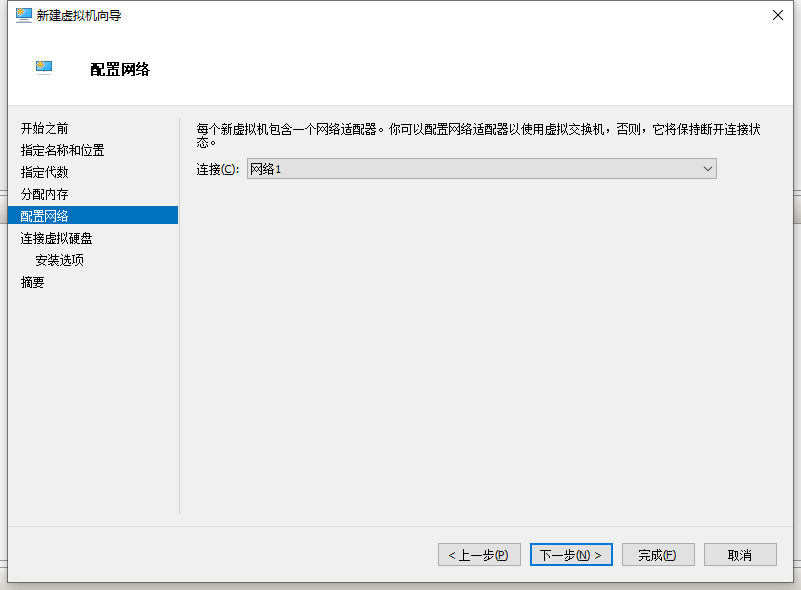 新建虚拟机向导
配置网络
开始之前
指定名称和位置
指定代数
分配内存
配置网络
连接虚拟硬盘
安装选项
摘要
每个新虚拟机包含一个网络适配器。你可以配置网络适配器以使用虚拟交换机，否则，它将保持断开连接状
态。
连接(C): 网络1
< 上一步(P) 下一步(N) > 完成(F) 取消